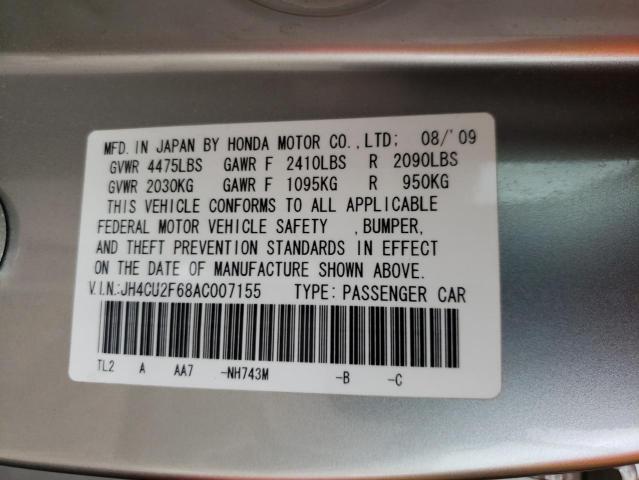 MFD. IN JAPAN BY HONDA MOTOR CO., LTD; 08/'09
GVWR 4475LBS GAWR F 2410LBS R 2090LBS
GVWR 2030KG GAWR F 1095KG R 950KG
THIS VEHICLE CONFORMS TO ALL APPLICABLE
FEDERAL MOTOR VEHICLE SAFETY , BUMPER,
AND THEFT PREVENTION STANDARDS IN EFFECT
ON THE DATE OF MANUFACTURE SHOWN ABOVE.
V.I.N.:JH4CU2F68AC007155 TYPE: PASSENGER CAR
TL2 A AA7 -NH743M -B -C